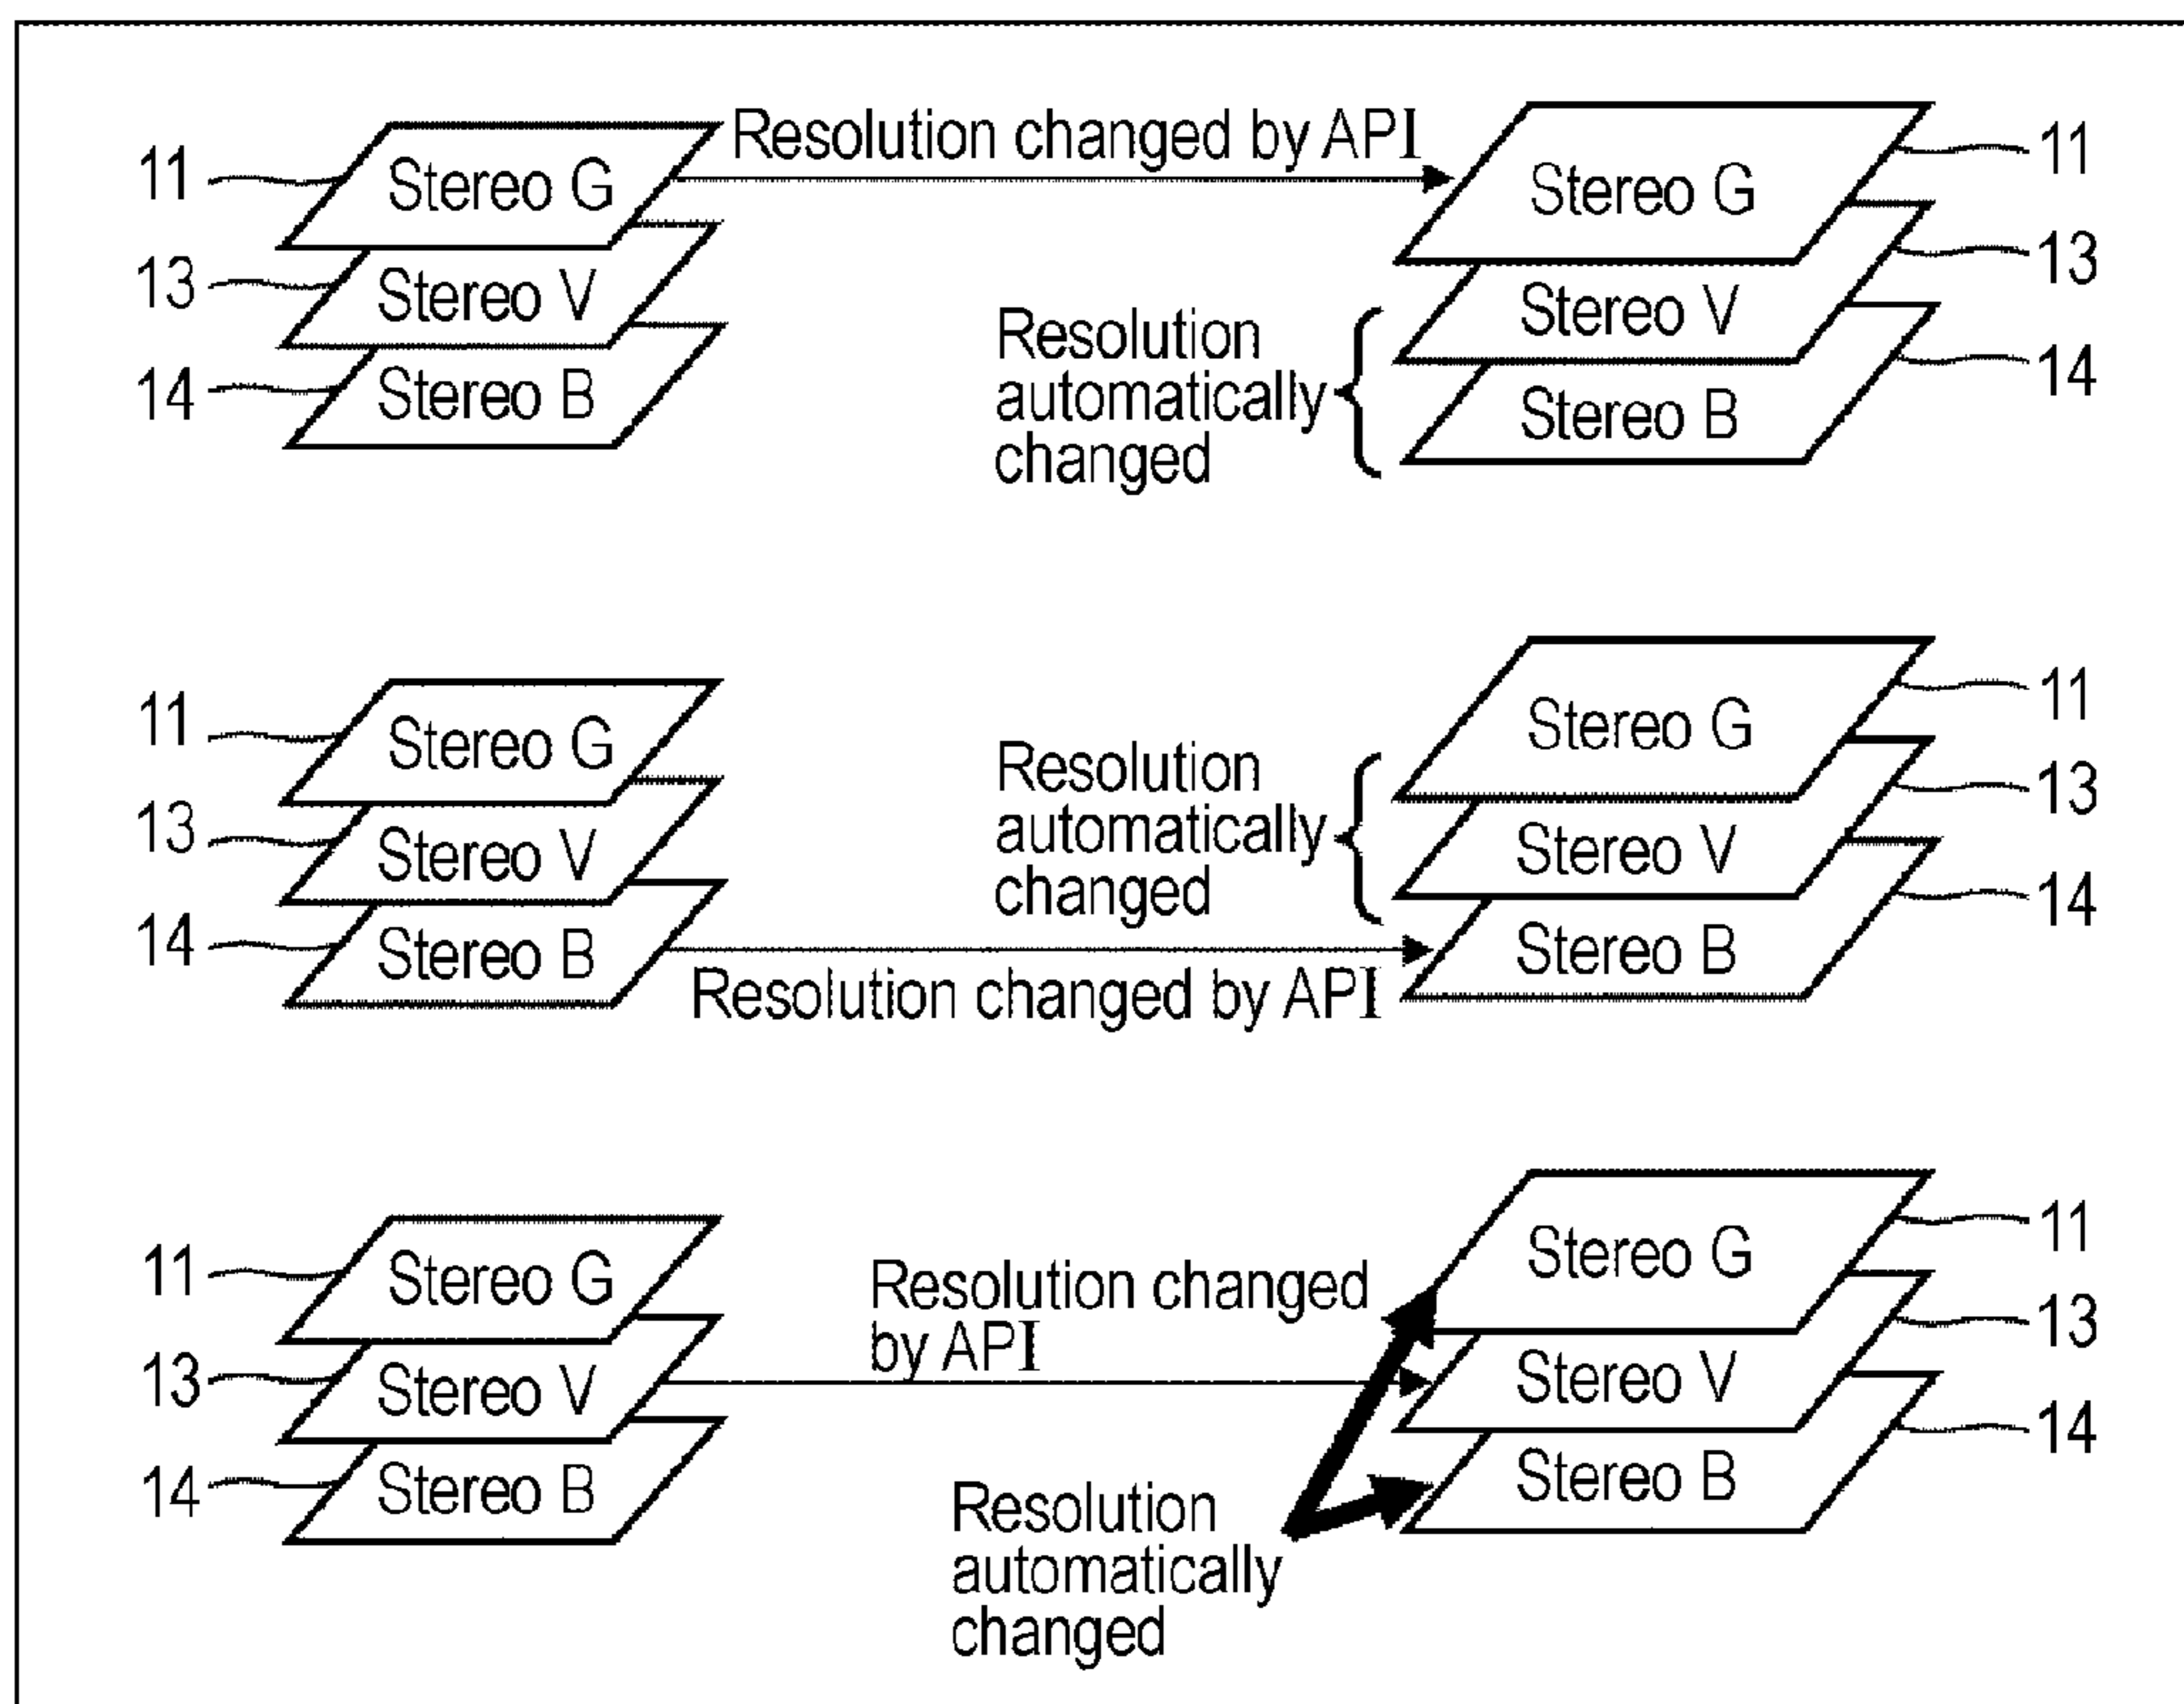 11
Stereo G
Resolution changed by API
Stereo G
11
13
Stereo V
Stereo V
13
14
Stereo B
Resolution
automatically
changed
Stereo B
14
11
Stereo G
Stereo G
11
13
Stereo V
Resolution
automatically
changed
Stereo V
13
14
Stereo B
Resolution changed by API
Stereo B
14
11
Stereo G
Resolution changed
by API
Stereo G
11
13
Stereo V
Stereo V
13
14
Stereo B
Resolution
automatically
changed
Stereo B
14